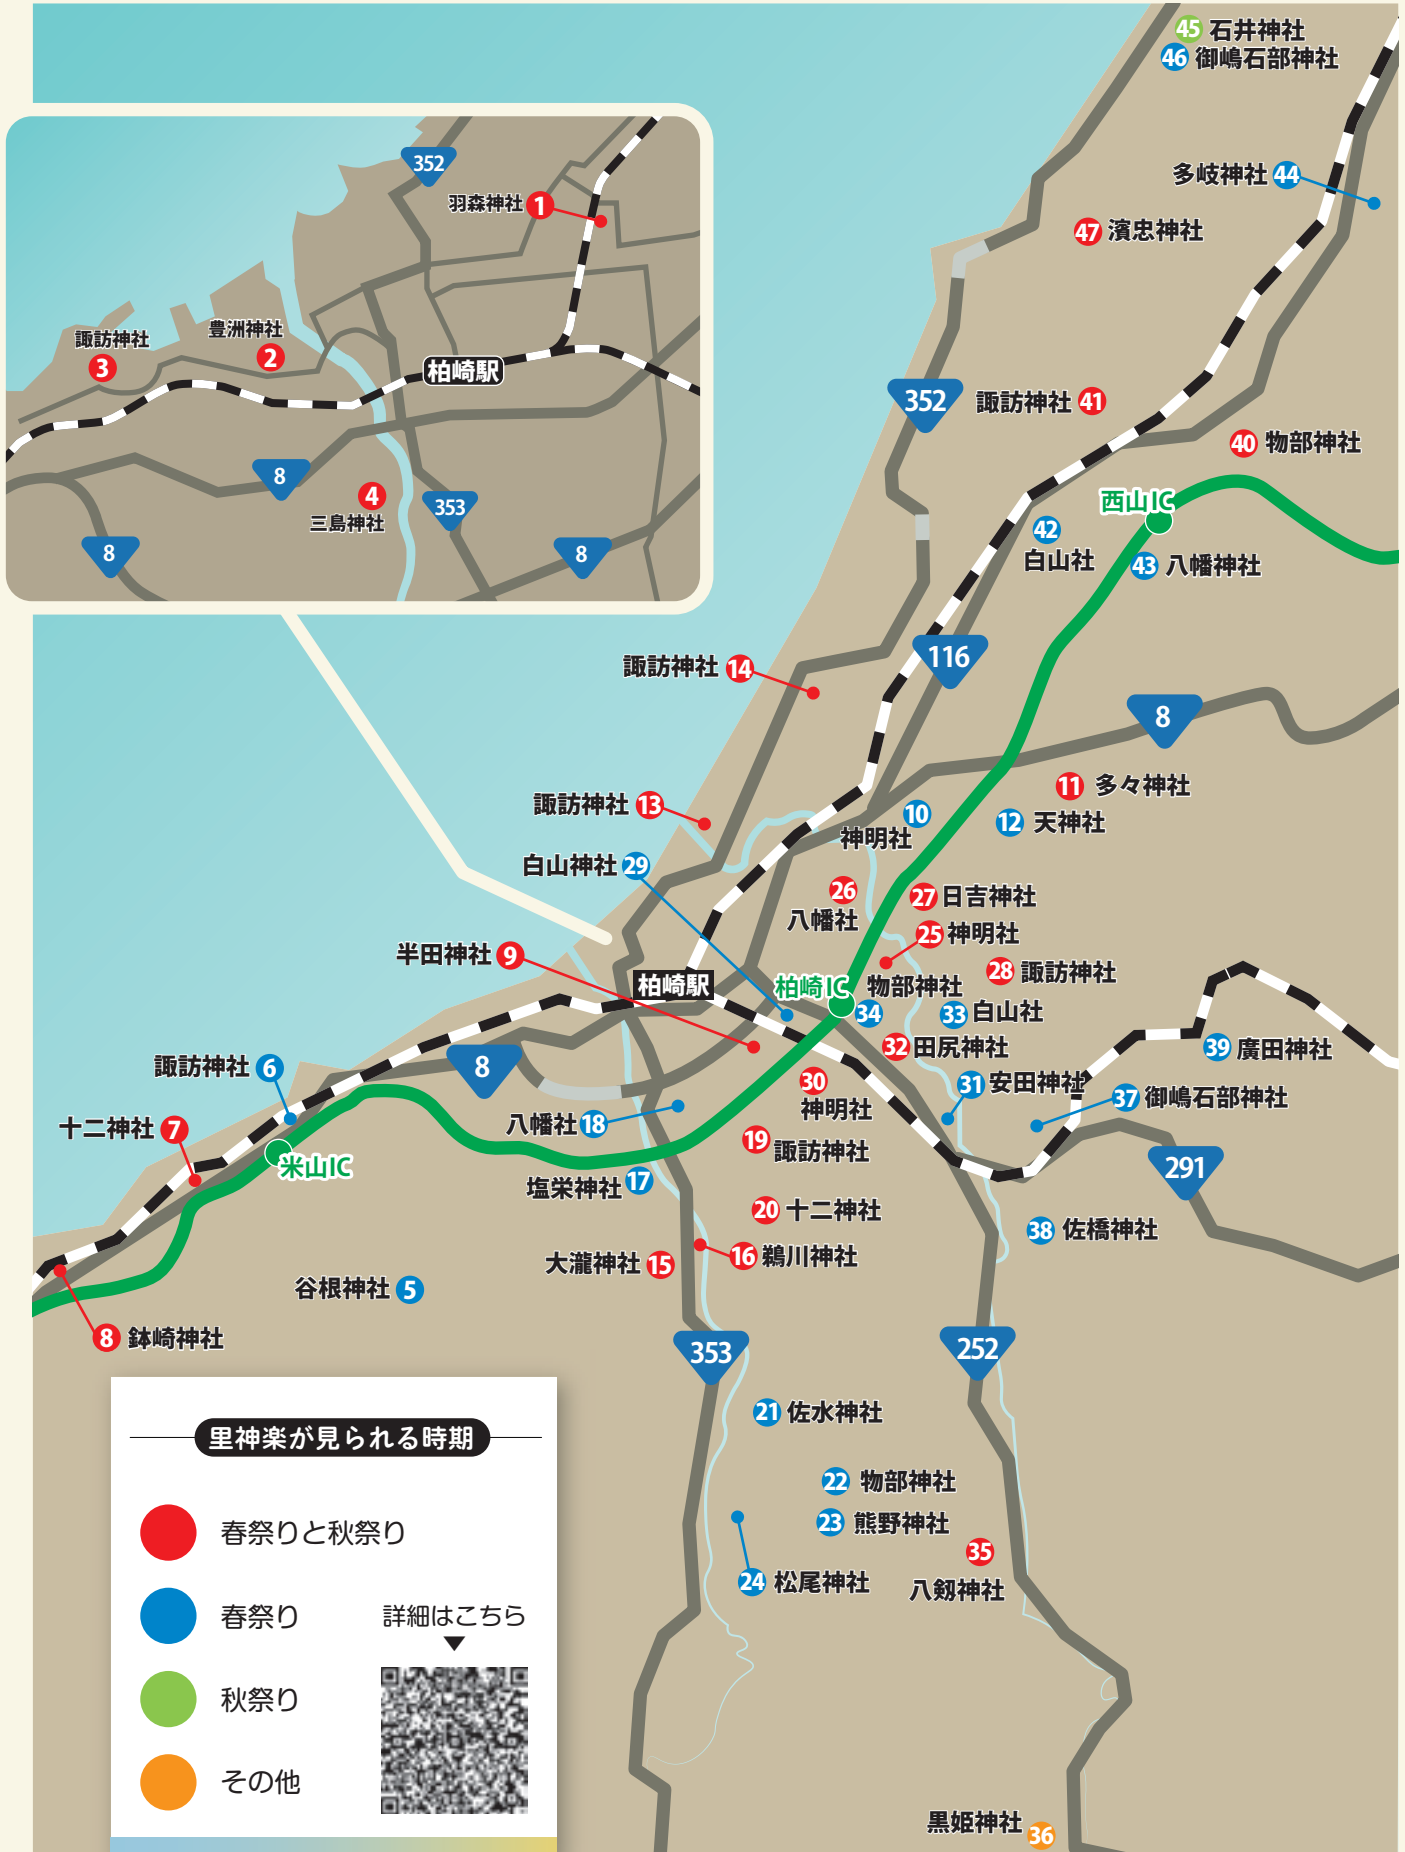 45 石井神社
46 御嶋石部神社
多岐神社 44
47 濱忠神社
352
羽森神社 1
諏訪神社
3
豊洲神社
2
柏崎駅
8
4
三島神社
353
8
8
352
諏訪神社 41
40 物部神社
西山IC
42
白山社
43 八幡神社
116
諏訪神社 14
8
11 多々神社
諏訪神社 13
10
神明社
12 天神社
白山神社 29
26
八幡社
27 日吉神社
25 神明社
半田神社 9
28 諏訪神社
柏崎駅
柏崎IC
物部神社
34
33 白山社
32 田尻神社
39 廣田神社
諏訪神社 6
8
30
神明社
31 安田神社
37 御嶋石部神社
十二神社 7
八幡社 18
19 諏訪神社
米山IC
291
塩栄神社 17
20 十二神社
38 佐橋神社
大瀧神社 15
16 鵜川神社
谷根神社 5
8 鉢崎神社
353
252
21 佐水神社
22 物部神社
23 熊野神社
35
八剱神社
24 松尾神社
黒姫神社 36
里神楽が見られる時期
春祭りと秋祭り
春祭り
詳細はこちら
秋祭り
その他